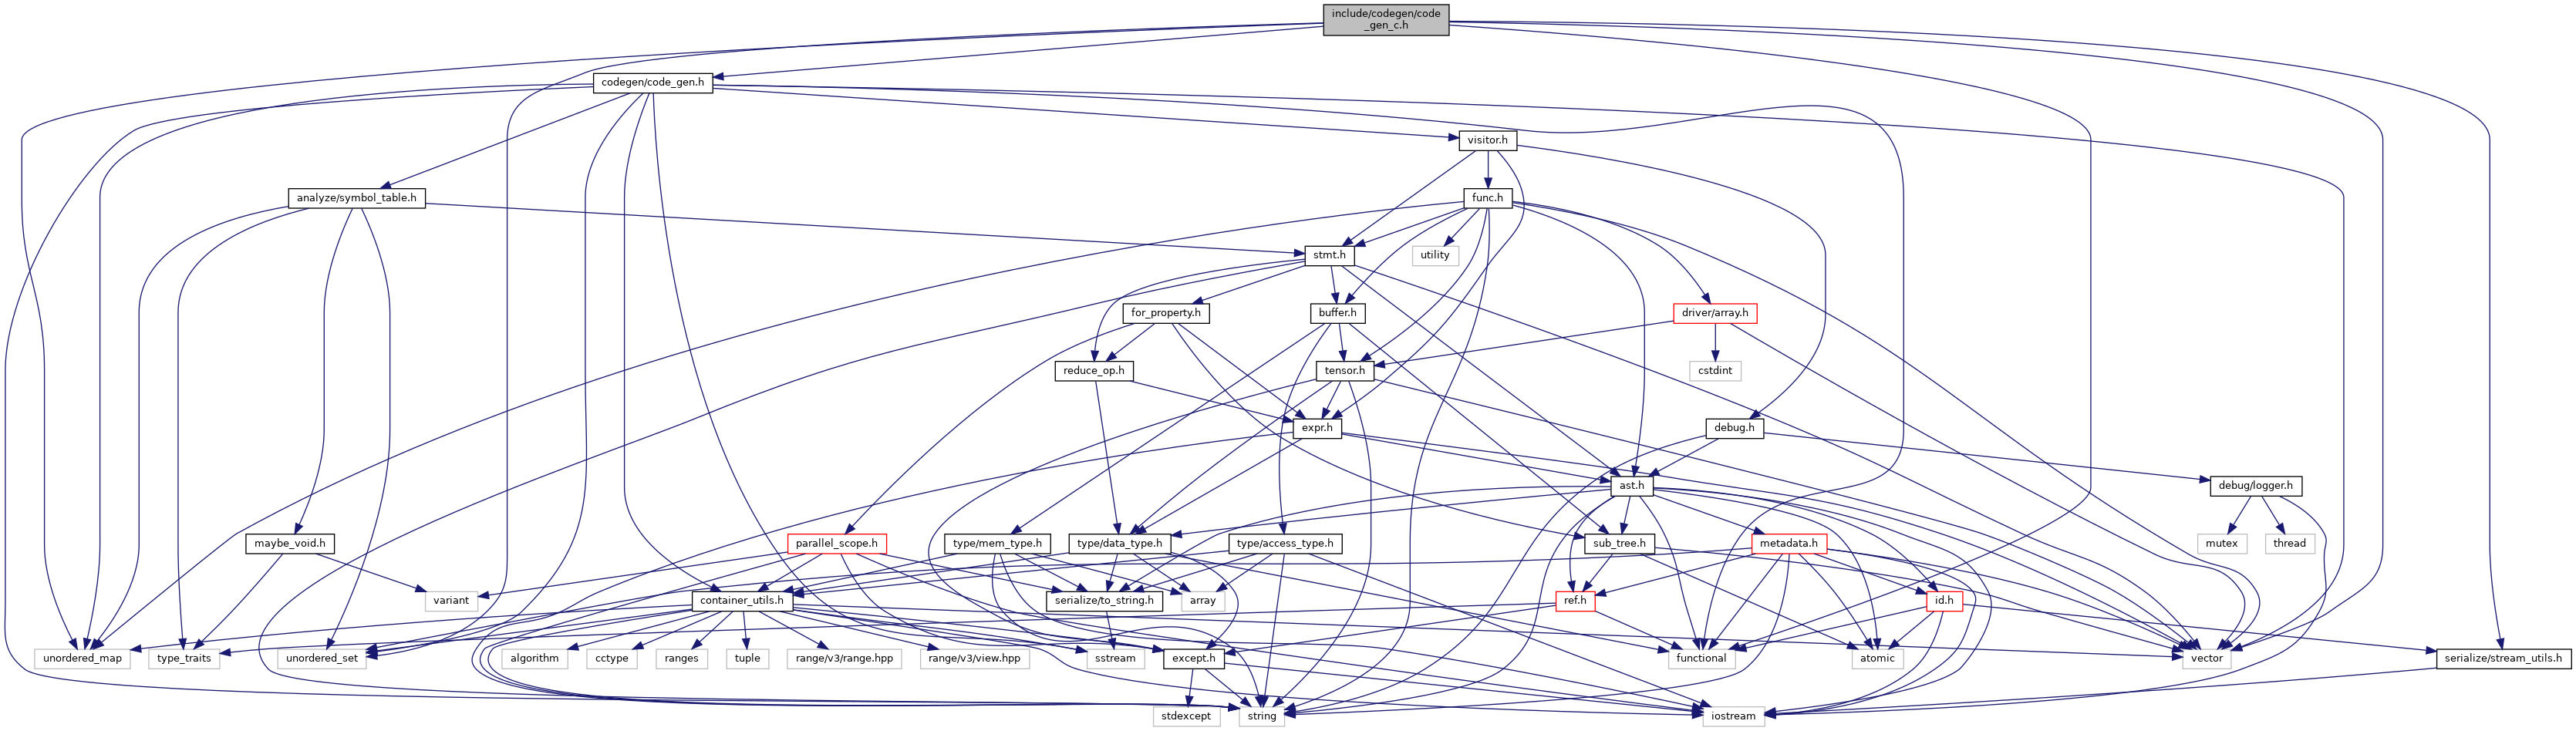 include/codegen/code
_gen_c.h
codegen/code_gen.h
visitor.h
analyze/symbol_table.h
func.h
stmt.h
utility
for_property.h
buffer.h
driver/array.h
reduce_op.h
tensor.h
cstdint
expr.h
debug.h
ast.h
debug/logger.h
maybe_void.h
parallel_scope.h
type/mem_type.h
type/data_type.h
type/access_type.h
sub_tree.h
metadata.h
mutex
thread
variant
container_utils.h
serialize/to_string.h
array
ref.h
id.h
unordered_map
type_traits
unordered_set
algorithm
cctype
ranges
tuple
range/v3/range.hpp
range/v3/view.hpp
sstream
except.h
functional
atomic
vector
serialize/stream_utils.h
stdexcept
string
iostream